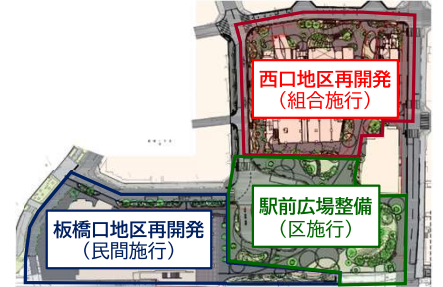 西口地区再開発
（組合施行）
駅前広場整備
（区施行）
板橋口地区再開発
（民間施行）